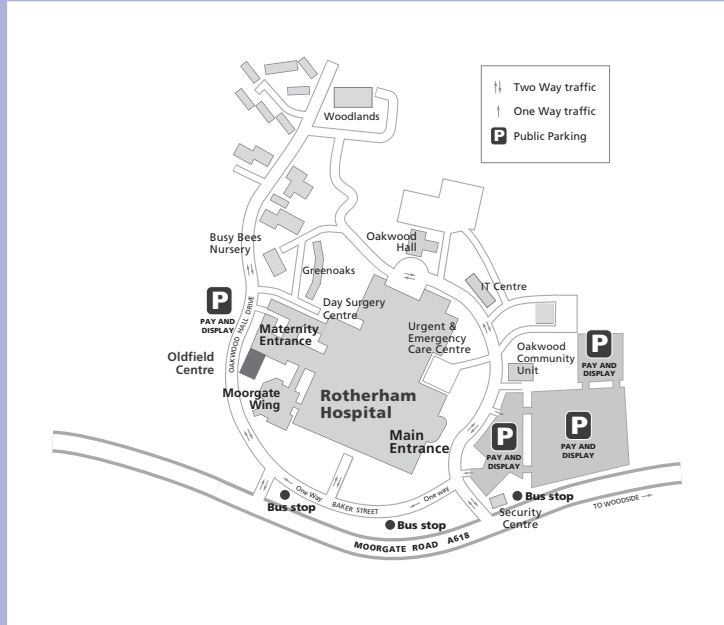 Two Way traffic
One Way traffic
P Public Parking
Woodlands
Busy Bees
Nursery
Oakwood
Hall
Greenoaks
IT Centre
P
PAY AND
DISPLAY
OAKWOOD HALL DRIVE
Day Surgery
Centre
Maternity
Entrance
Urgent &
Emergency
Care Centre
Oldfield
Centre
Oakwood
Community
Unit
P
PAY AND
DISPLAY
Moorgate
Wing
Rotherham
Hospital
Main
Entrance
P
PAY AND
DISPLAY
P
PAY AND
DISPLAY
One Way
BAKER STREET
One way
Bus stop
Bus stop
Bus stop
Security
Centre
TO WOODSIDE
MOORGATE ROAD A618